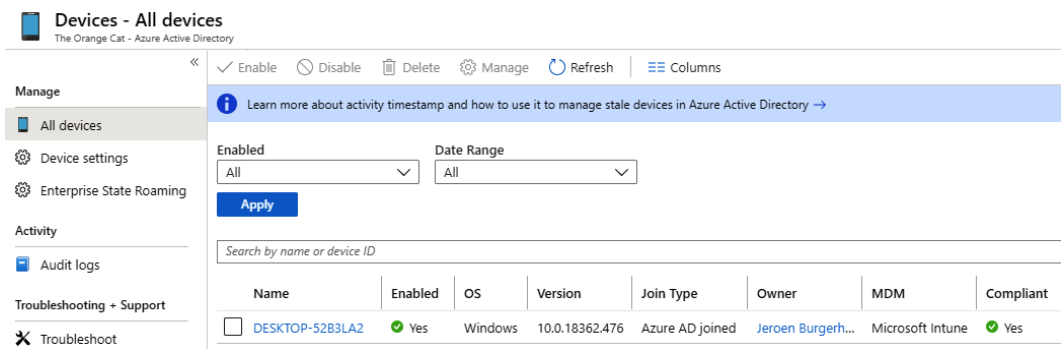 Devices - All devices
The Orange Cat - Azure Active Directory
«
Manage
All devices
Device settings
Enterprise State Roaming
Activity
Audit logs
Troubleshooting + Support
Troubleshoot
Enable Disable Delete Manage Refresh Columns
Learn more about activity timestamp and how to use it to manage stale devices in Azure Active Directory →
Enabled Date Range
All All
Apply
Search by name or device ID
Name Enabled OS Version Join Type Owner MDM Compliant
DESKTOP-52B3LA2 Yes Windows 10.0.18362.476 Azure AD joined Jeroen Burgerh... Microsoft Intune Yes